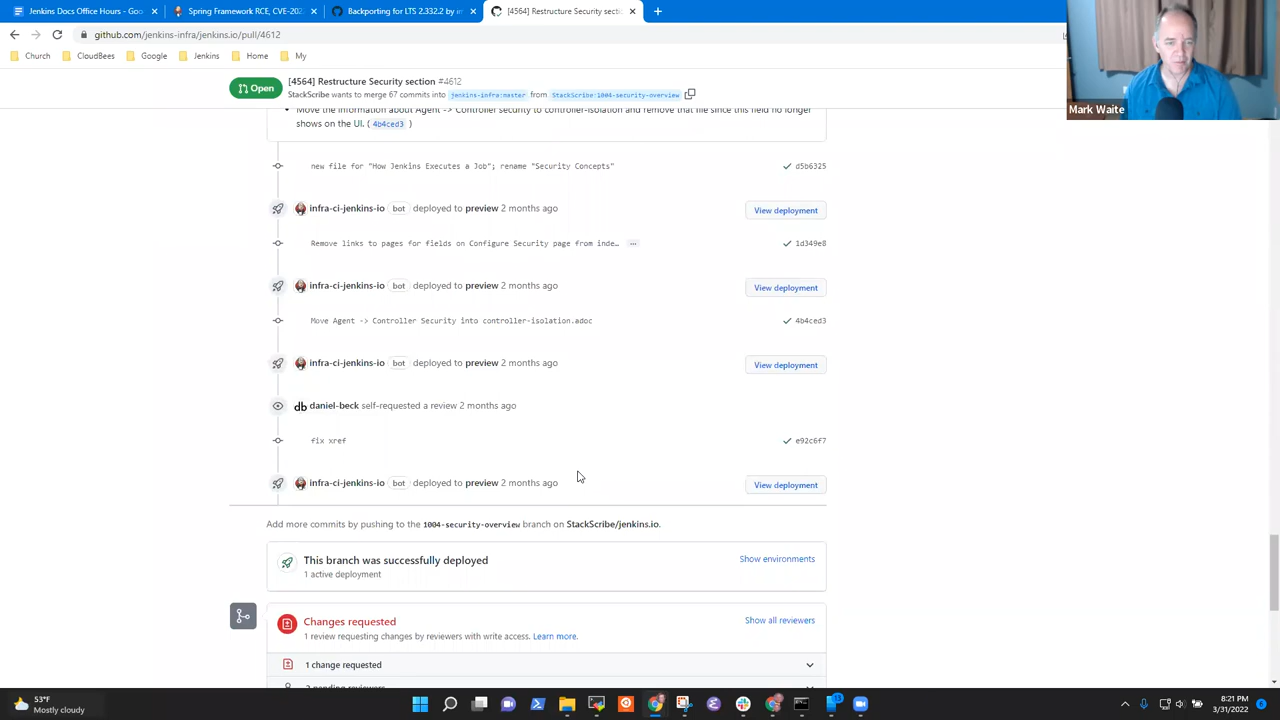 Jenkins Docs Office Hours - Goo
Spring Framework RCE, CVE-202
Backporting for LTS 2.332.2 by m
[4564] Restructure Security secti
github.com/jenkins-infra/jenkins.io/pull/4612
Church
CloudBees
Google
Jenkins
Home
My
Mark Waite
Open
[4564] Restructure Security section #4612
StackScribe wants to merge 67 commits into jenkins-infra:master from StackScribe:1004-security-overview
Move the information about Agent -> Controller security to controller-isolation and remove that file since this field no longer
shows on the UI. ( 4b4ced3 )
new file for "How Jenkins Executes a Job"; rename "Security Concepts" d5b6325
infra-ci-jenkins-io bot deployed to preview 2 months ago View deployment
Remove links to pages for fields on Configure Security page from inde… ... 1d349e8
infra-ci-jenkins-io bot deployed to preview 2 months ago View deployment
Move Agent -> Controller Security into controller-isolation.adoc 4b4ced3
infra-ci-jenkins-io bot deployed to preview 2 months ago View deployment
db daniel-beck self-requested a review 2 months ago
fix xref e92c6f7
infra-ci-jenkins-io bot deployed to preview 2 months ago View deployment
Add more commits by pushing to the 1004-security-overview branch on StackScribe/jenkins.io.
This branch was successfully deployed Show environments
1 active deployment
Changes requested Show all reviewers
1 review requesting changes by reviewers with write access. Learn more.
1 change requested
2 pending reviewers
53°F
Mostly cloudy
8:21 PM
3/31/2022